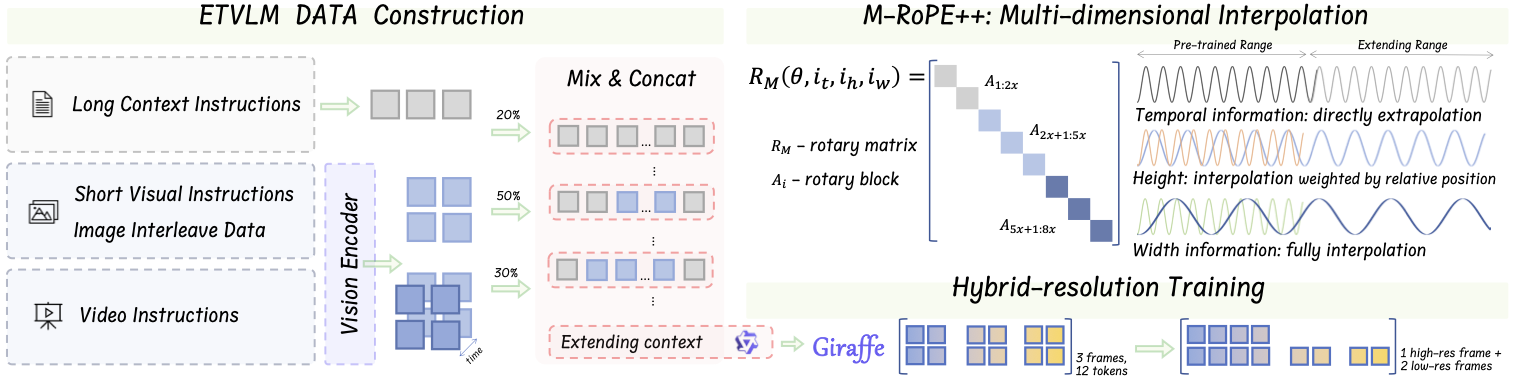 ETVLM DATA Construction
Long Context Instructions
Short Visual Instructions
Image Interleave Data
Video Instructions
Vision Encoder
time
20%
50%
30%
Mix & Concat
...
...
...
Extending context
M-RoPE++: Multi-dimensional Interpolation
R_M(θ, i_t, i_h, i_w) =
A_{1:2x}
A_{2x+1:5x}
A_{5x+1:8x}
R_M – rotary matrix
A_i – rotary block
Pre-trained Range
Extending Range
Temporal information: directly extrapolation
Height: interpolation weighted by relative position
Width information: fully interpolation
Hybrid-resolution Training
Giraffe
3 frames,
12 tokens
1 high-res frame +
2 low-res frames